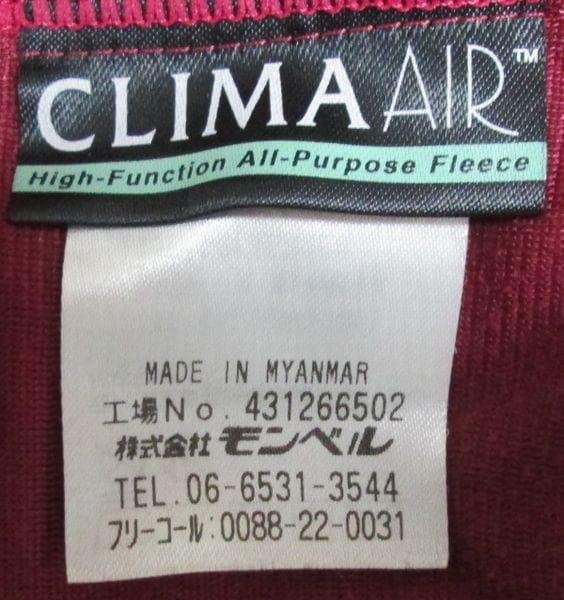 CLIMA AIR™
High-Function All-Purpose Fleece
MADE IN MYANMAR
工場No. 431266502
株式会社 モンベル
TEL.06-6531-3544
フリーコール:0088-22-0031